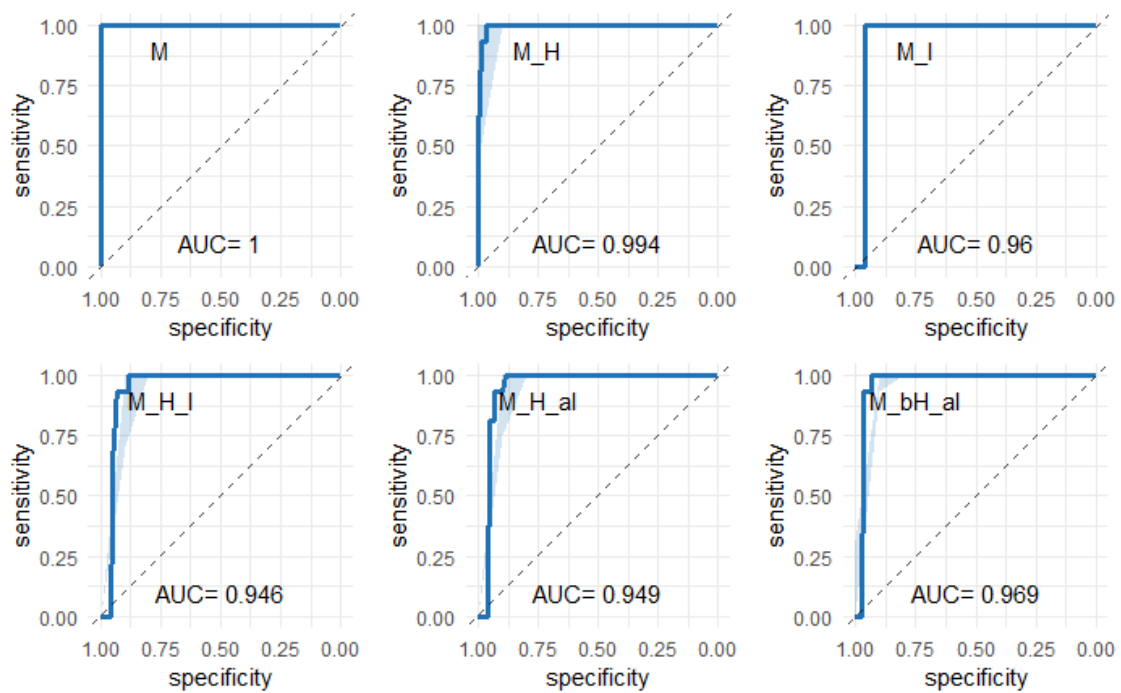 1.00 1.00 1.00
M M_H M_I
0.75 0.75 0.75
sensitivity sensitivity sensitivity
0.50 0.50 0.50
0.25 0.25 0.25
AUC= 1 AUC= 0.994 AUC= 0.96
0.00 0.00 0.00
1.00 0.75 0.50 0.25 0.00 1.00 0.75 0.50 0.25 0.00 1.00 0.75 0.50 0.25 0.00
specificity specificity specificity
1.00 1.00 1.00
M_H_I M_H_aI M_bH_aI
0.75 0.75 0.75
sensitivity sensitivity sensitivity
0.50 0.50 0.50
0.25 0.25 0.25
AUC= 0.946 AUC= 0.949 AUC= 0.969
0.00 0.00 0.00
1.00 0.75 0.50 0.25 0.00 1.00 0.75 0.50 0.25 0.00 1.00 0.75 0.50 0.25 0.00
specificity specificity specificity